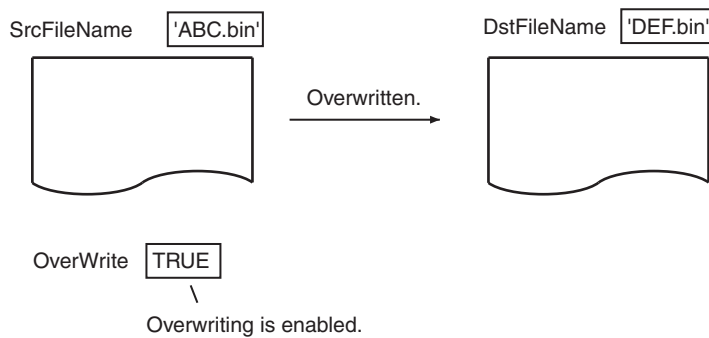 SrcFileName 'ABC.bin'
DstFileName 'DEF.bin'
Overwritten.
OverWrite TRUE
Overwriting is enabled.